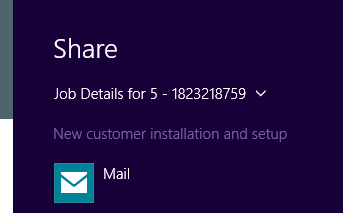 Share
Job Details for 5 - 1823218759
New customer installation and setup
Mail